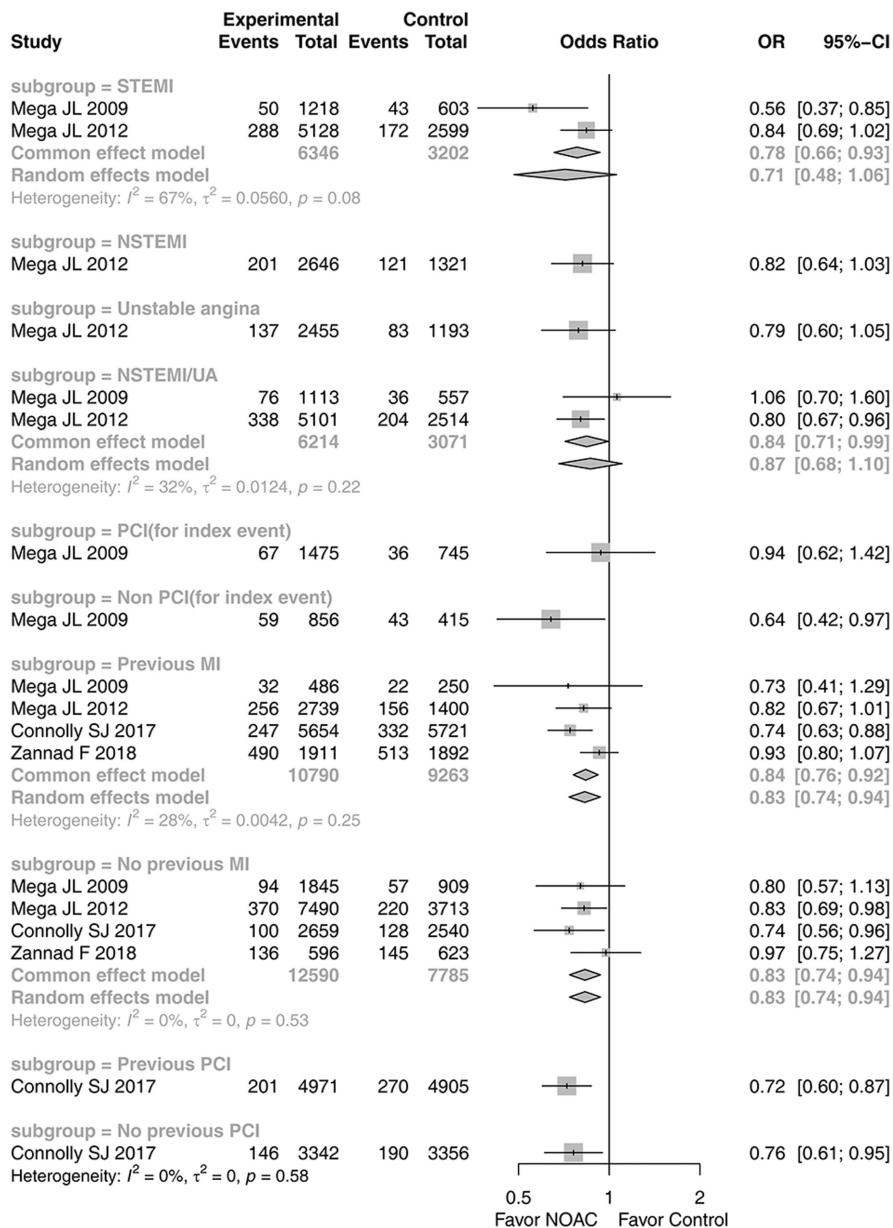 Experimental Control
Study Events Total Events Total Odds Ratio OR 95%−CI
subgroup = STEMI
Mega JL 2009 50 1218 43 603 0.56 [0.37; 0.85]
Mega JL 2012 288 5128 172 2599 0.84 [0.69; 1.02]
Common effect model 6346 3202 0.78 [0.66; 0.93]
Random effects model 0.71 [0.48; 1.06]
Heterogeneity: I² = 67%, τ² = 0.0560, p = 0.08
subgroup = NSTEMI
Mega JL 2012 201 2646 121 1321 0.82 [0.64; 1.03]
subgroup = Unstable angina
Mega JL 2012 137 2455 83 1193 0.79 [0.60; 1.05]
subgroup = NSTEMI/UA
Mega JL 2009 76 1113 36 557 1.06 [0.70; 1.60]
Mega JL 2012 338 5101 204 2514 0.80 [0.67; 0.96]
Common effect model 6214 3071 0.84 [0.71; 0.99]
Random effects model 0.87 [0.68; 1.10]
Heterogeneity: I² = 32%, τ² = 0.0124, p = 0.22
subgroup = PCI(for index event)
Mega JL 2009 67 1475 36 745 0.94 [0.62; 1.42]
subgroup = Non PCI(for index event)
Mega JL 2009 59 856 43 415 0.64 [0.42; 0.97]
subgroup = Previous MI
Mega JL 2009 32 486 22 250 0.73 [0.41; 1.29]
Mega JL 2012 256 2739 156 1400 0.82 [0.67; 1.01]
Connolly SJ 2017 247 5654 332 5721 0.74 [0.63; 0.88]
Zannad F 2018 490 1911 513 1892 0.93 [0.80; 1.07]
Common effect model 10790 9263 0.84 [0.76; 0.92]
Random effects model 0.83 [0.74; 0.94]
Heterogeneity: I² = 28%, τ² = 0.0042, p = 0.25
subgroup = No previous MI
Mega JL 2009 94 1845 57 909 0.80 [0.57; 1.13]
Mega JL 2012 370 7490 220 3713 0.83 [0.69; 0.98]
Connolly SJ 2017 100 2659 128 2540 0.74 [0.56; 0.96]
Zannad F 2018 136 596 145 623 0.97 [0.75; 1.27]
Common effect model 12590 7785 0.83 [0.74; 0.94]
Random effects model 0.83 [0.74; 0.94]
Heterogeneity: I² = 0%, τ² = 0, p = 0.53
subgroup = Previous PCI
Connolly SJ 2017 201 4971 270 4905 0.72 [0.60; 0.87]
subgroup = No previous PCI
Connolly SJ 2017 146 3342 190 3356 0.76 [0.61; 0.95]
Heterogeneity: I² = 0%, τ² = 0, p = 0.58
0.5 1 2
Favor NOAC Favor Control